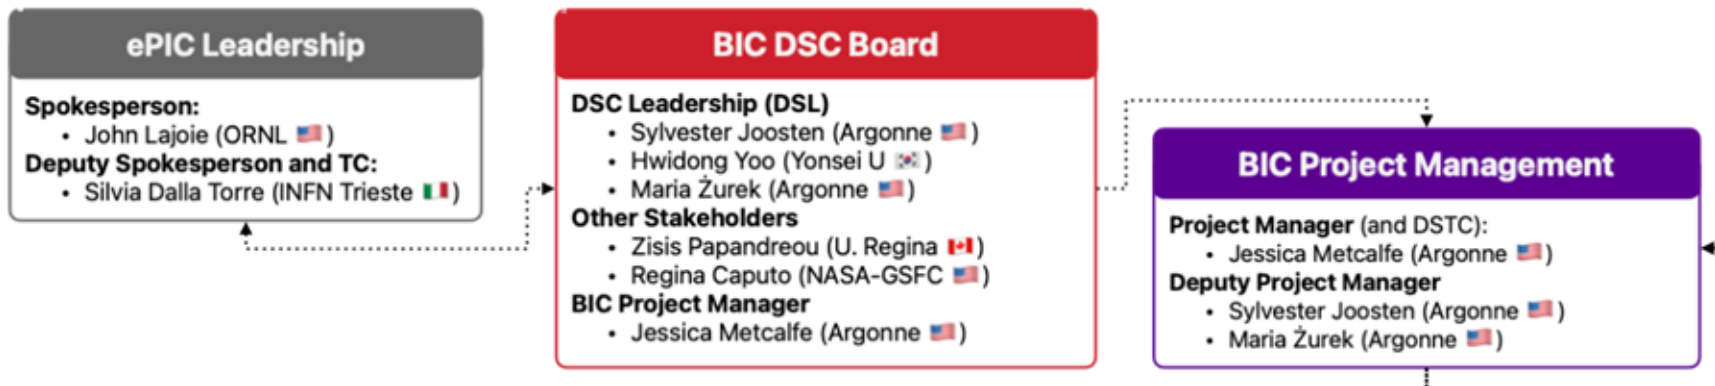 ePIC Leadership
Spokesperson:
• John Lajoie (ORNL 🇺🇸)
Deputy Spokesperson and TC:
• Silvia Dalla Torre (INFN Trieste 🇮🇹)
BIC DSC Board
DSC Leadership (DSL)
• Sylvester Joosten (Argonne 🇺🇸)
• Hwidong Yoo (Yonsei U 🇰🇷)
• Maria Żurek (Argonne 🇺🇸)
Other Stakeholders
• Zisis Papandreou (U. Regina 🇨🇦)
• Regina Caputo (NASA-GSFC 🇺🇸)
BIC Project Manager
• Jessica Metcalfe (Argonne 🇺🇸)
BIC Project Management
Project Manager (and DSTC):
• Jessica Metcalfe (Argonne 🇺🇸)
Deputy Project Manager
• Sylvester Joosten (Argonne 🇺🇸)
• Maria Żurek (Argonne 🇺🇸)